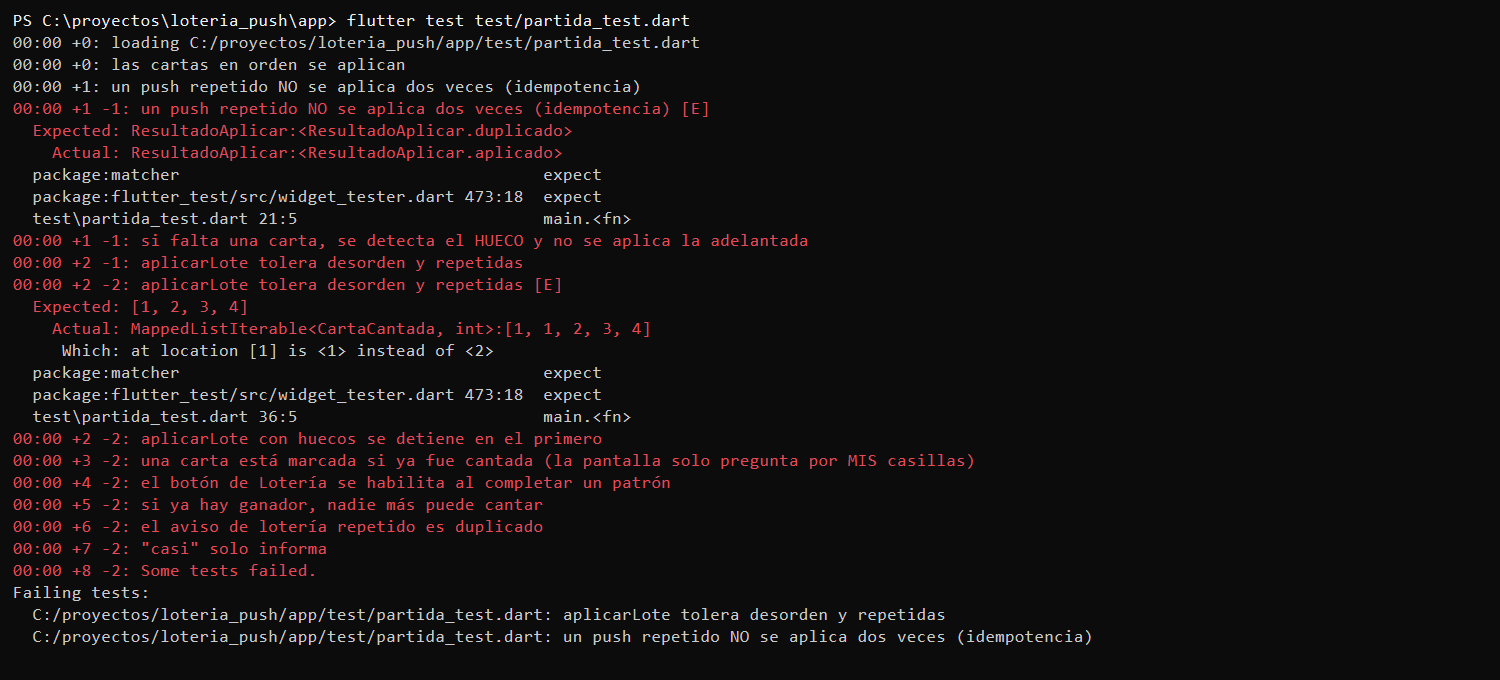 PS C:\proyectos\loteria_push\app> flutter test test/partida_test.dart
00:00 +0: loading C:/proyectos/loteria_push/app/test/partida_test.dart
00:00 +0: las cartas en orden se aplican
00:00 +1: un push repetido NO se aplica dos veces (idempotencia)
00:00 +1 -1: un push repetido NO se aplica dos veces (idempotencia) [E]
  Expected: ResultadoAplicar:<ResultadoAplicar.duplicado>
    Actual: ResultadoAplicar:<ResultadoAplicar.aplicado>
  package:matcher                                     expect
  package:flutter_test/src/widget_tester.dart 473:18  expect
  test\partida_test.dart 21:5                         main.<fn>
00:00 +1 -1: si falta una carta, se detecta el HUECO y no se aplica la adelantada
00:00 +2 -1: aplicarLote tolera desorden y repetidas
00:00 +2 -2: aplicarLote tolera desorden y repetidas [E]
  Expected: [1, 2, 3, 4]
    Actual: MappedListIterable<CartaCantada, int>:[1, 1, 2, 3, 4]
     Which: at location [1] is <1> instead of <2>
  package:matcher                                     expect
  package:flutter_test/src/widget_tester.dart 473:18  expect
  test\partida_test.dart 36:5                         main.<fn>
00:00 +2 -2: aplicarLote con huecos se detiene en el primero
00:00 +3 -2: una carta está marcada si ya fue cantada (la pantalla solo pregunta por MIS casillas)
00:00 +4 -2: el botón de Lotería se habilita al completar un patrón
00:00 +5 -2: si ya hay ganador, nadie más puede cantar
00:00 +6 -2: el aviso de lotería repetido es duplicado
00:00 +7 -2: "casi" solo informa
00:00 +8 -2: Some tests failed.
Failing tests:
  C:/proyectos/loteria_push/app/test/partida_test.dart: aplicarLote tolera desorden y repetidas
  C:/proyectos/loteria_push/app/test/partida_test.dart: un push repetido NO se aplica dos veces (idempotencia)